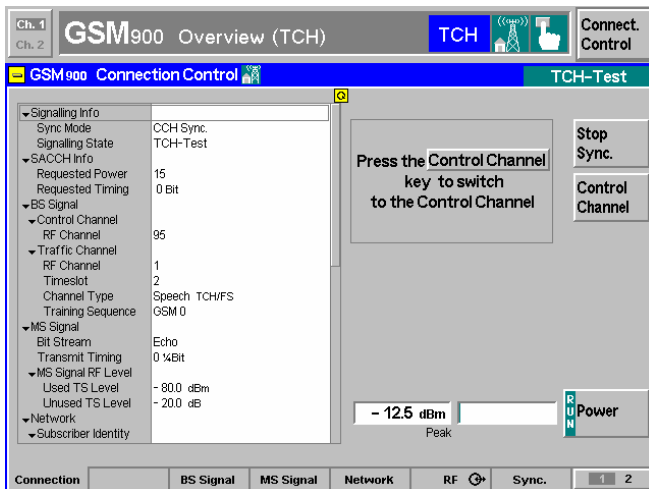 Ch. 1
Ch. 2
GSM900 Overview (TCH)
TCH
Connect.
Control
GSM900 Connection Control
TCH-Test
Q
Signalling Info
Sync Mode CCH Sync.
Signalling State TCH-Test
SACCH Info
Requested Power 15
Requested Timing 0 Bit
BS Signal
Control Channel
RF Channel 95
Traffic Channel
RF Channel 1
Timeslot 2
Channel Type Speech TCH/FS
Training Sequence GSM 0
MS Signal
Bit Stream Echo
Transmit Timing 0 ¼Bit
MS Signal RF Level
Used TS Level - 80.0 dBm
Unused TS Level - 20.0 dB
Network
Subscriber Identity
Press the Control Channel
key to switch
to the Control Channel
Stop
Sync.
Control
Channel
- 12.5 dBm
Peak
RUN
Power
Connection BS Signal MS Signal Network RF Sync. 1 2